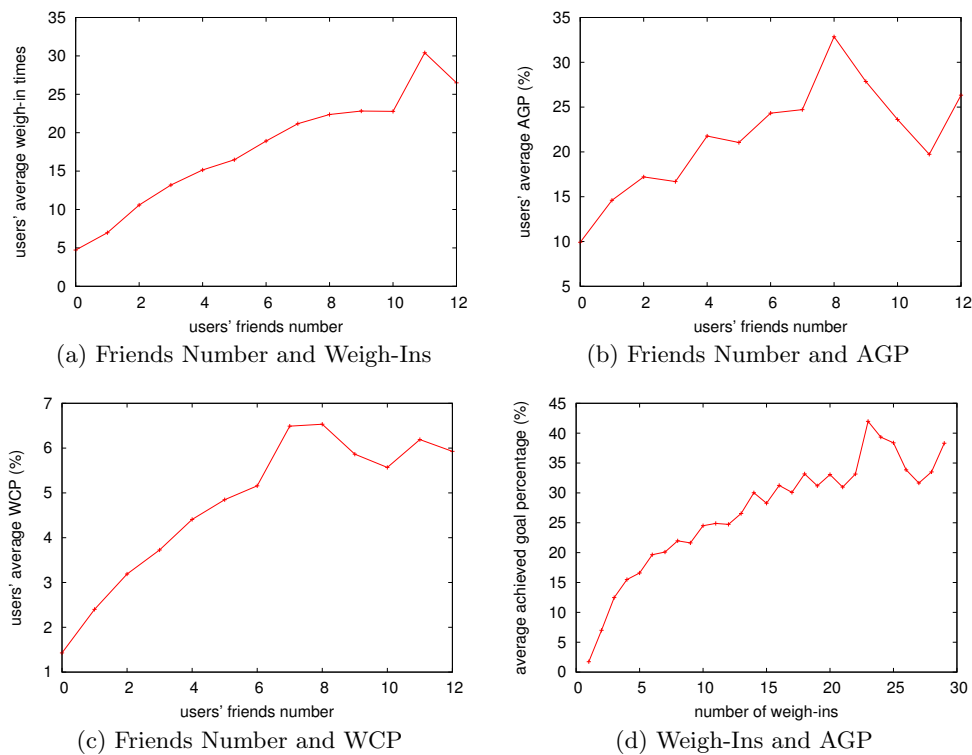 users' average weigh-in times
35
30
25
20
15
10
5
0
0 2 4 6 8 10 12
users' friends number
(a) Friends Number and Weigh-Ins
users' average AGP (%)
35
30
25
20
15
10
5
0 2 4 6 8 10 12
users' friends number
(b) Friends Number and AGP
users' average WCP (%)
7
6
5
4
3
2
1
0 2 4 6 8 10 12
users' friends number
(c) Friends Number and WCP
average achieved goal percentage (%)
45
40
35
30
25
20
15
10
5
0
0 5 10 15 20 25 30
number of weigh-ins
(d) Weigh-Ins and AGP